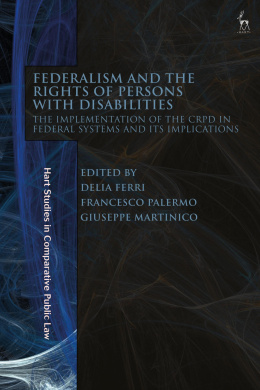 FEDERALISM AND THE
RIGHTS OF PERSONS
WITH DISABILITIES
THE IMPLEMENTATION OF THE CRPD IN
FEDERAL SYSTEMS AND ITS IMPLICATIONS
EDITED BY
DELIA FERRI
FRANCESCO PALERMO
GIUSEPPE MARTINICO
Hart Studies in Comparative Public Law